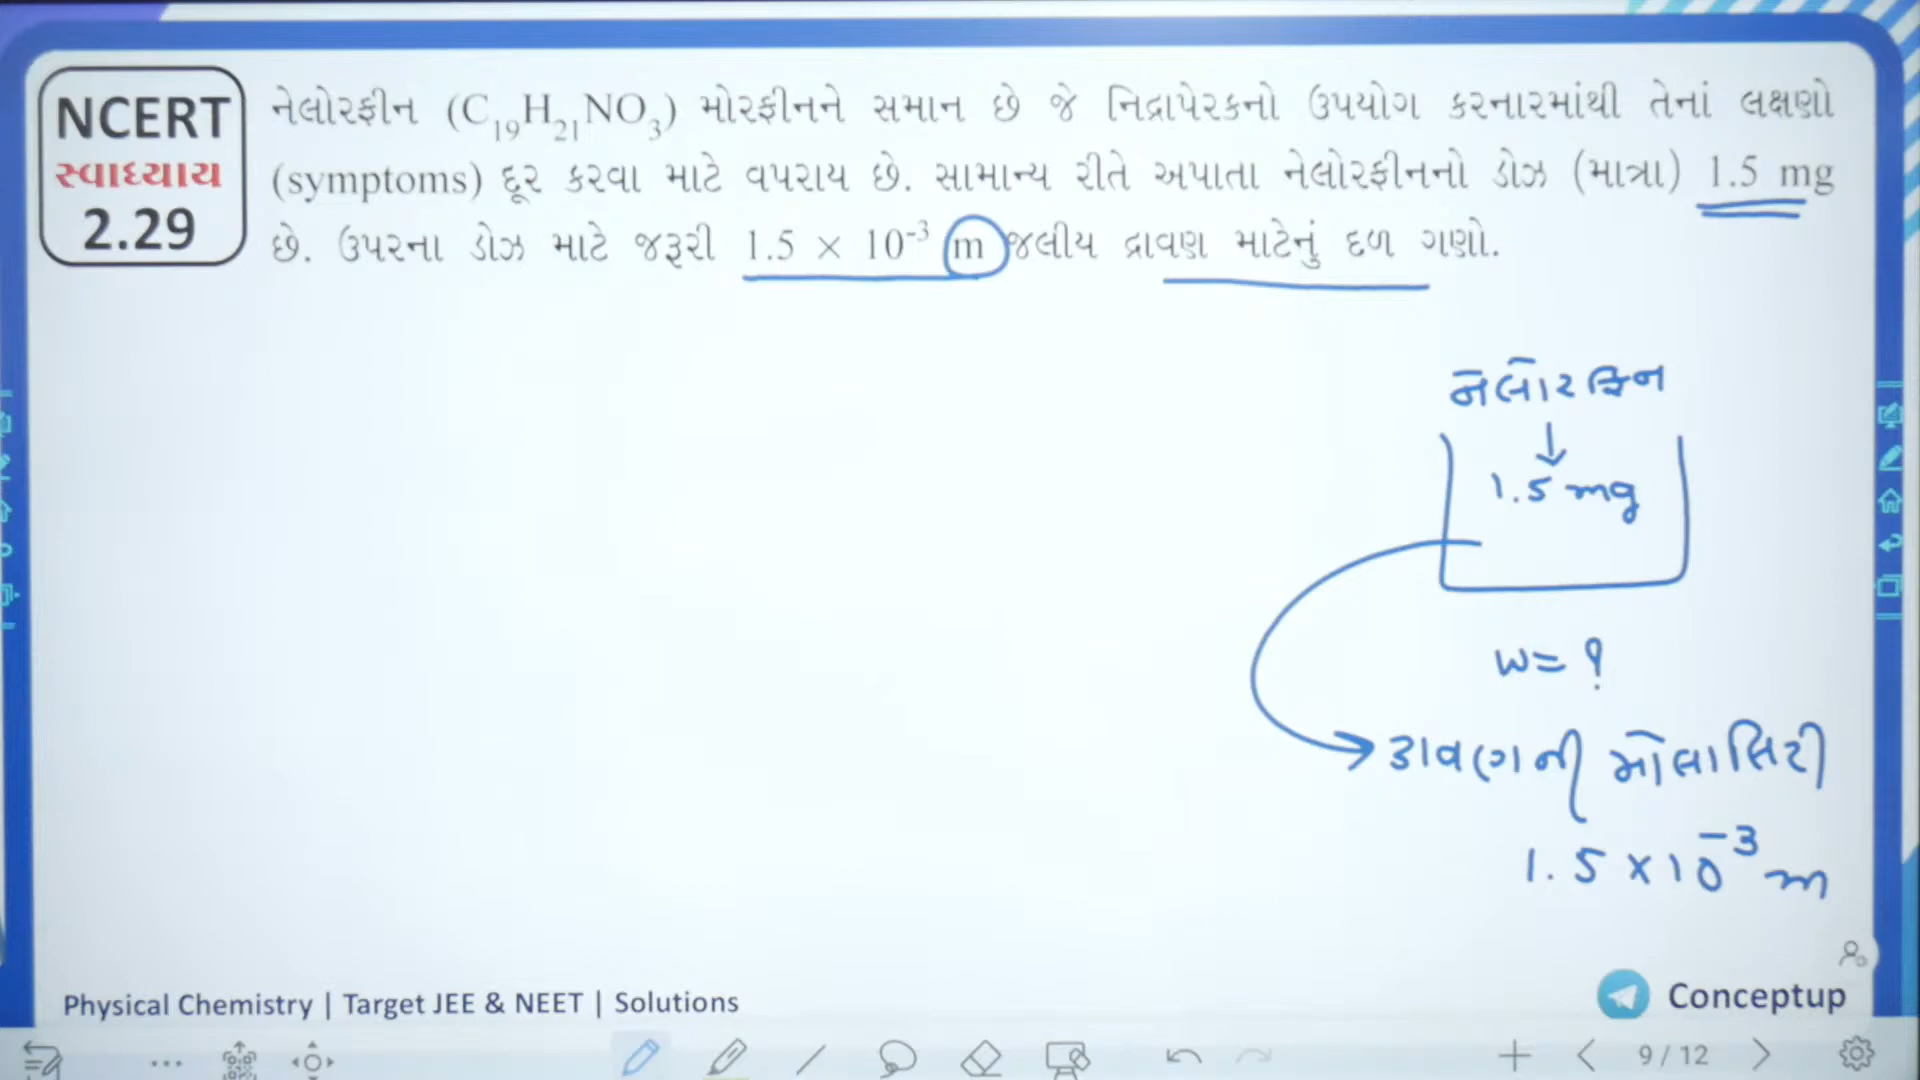 NCERT
સ્વાધ્યાય
2.29
નેલોરફીન (C₁₉H₂₁NO₃) મોરફીનને સમાન છે જે નિદ્રાપેરકનો ઉપયોગ કરનારમાંથી તેનાં લક્ષણો
(symptoms) દૂર કરવા માટે વપરાય છે. સામાન્ય રીતે અપાતા નેલોરફીનનો ડોઝ (માત્રા) 1.5 mg
છે. ઉપરના ડોઝ માટે જરૂરી 1.5 × 10⁻³ m જલીય દ્રાવણ માટેનું દળ ગણો.
નેલોરફિન
↓
1.5 mg
w = ?
દ્રાવણની મોલાલિટી
1.5 × 10⁻³ m
Physical Chemistry | Target JEE & NEET | Solutions
Conceptup
9 / 12